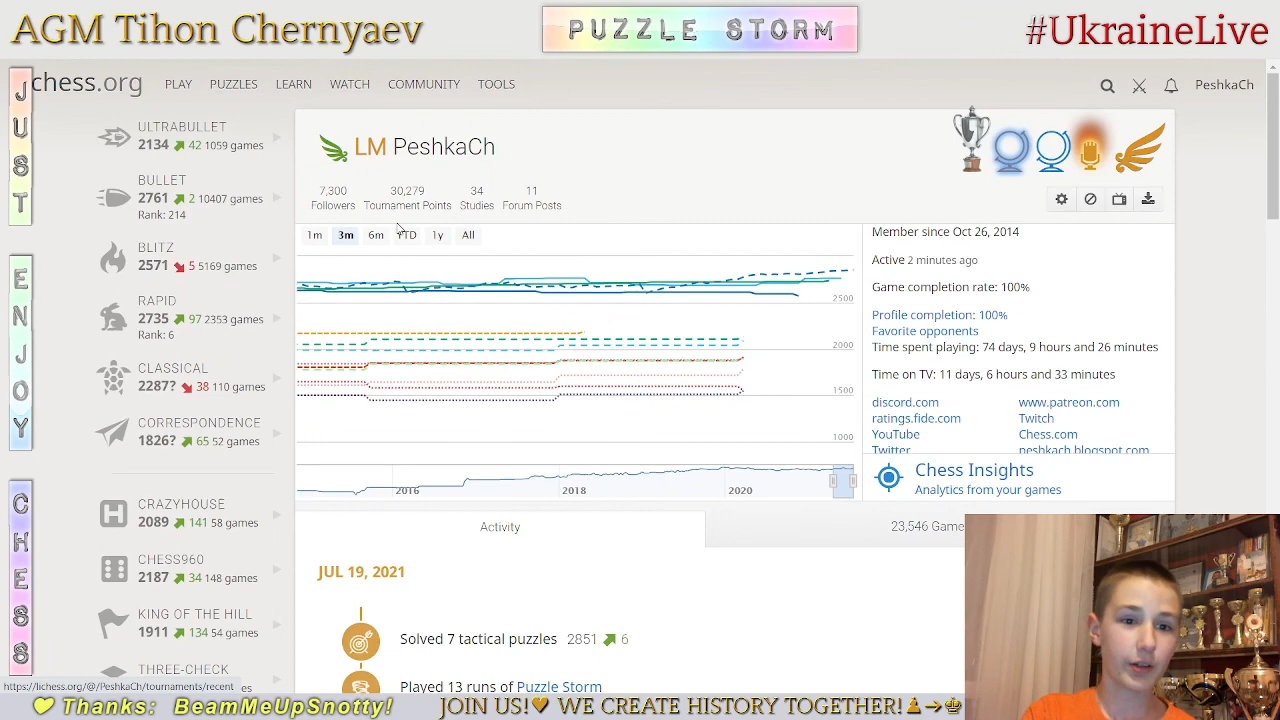 AGM Tihon Chernyaev
PUZZLE STORM
#UkraineLive
JUST
ENJOY
CHESS
chess.org
PLAY
PUZZLES
LEARN
WATCH
COMMUNITY
TOOLS
PeshkaCh
ULTRABULLET
2134 42 1059 games
BULLET
2761 2 10407 games
Rank: 214
BLITZ
2571 5 5169 games
RAPID
2735 97 2353 games
Rank: 6
CLASSICAL
2287? 38 110 games
CORRESPONDENCE
1826? 65 52 games
CRAZYHOUSE
2089 141 58 games
CHESS960
2187 34 148 games
KING OF THE HILL
1911 134 54 games
THREE-CHECK
es
https://lichess.org/@/PeshkaCh/tournaments/recent
LM PeshkaCh
7,300
Followers
30,279
Tournament Points
34
Studies
11
Forum Posts
1m
3m
6m
YTD
1y
All
2500
2000
1500
1000
2016
2018
2020
Member since Oct 26, 2014
Active 2 minutes ago
Game completion rate: 100%
Profile completion: 100%
Favorite opponents
Time spent playing: 74 days, 9 hours and 26 minutes
Time on TV: 11 days, 6 hours and 33 minutes
discord.com
www.patreon.com
ratings.fide.com
Twitch
YouTube
Chess.com
Twitter
peshkach.blogspot.com
Chess Insights
Analytics from your games
Activity
23,546 Game
JUL 19, 2021
Solved 7 tactical puzzles 2851 6
Played 13 runs of Puzzle Storm
Thanks: BeamMeUpSnotty!
JOIN US! WE CREATE HISTORY TOGETHER!